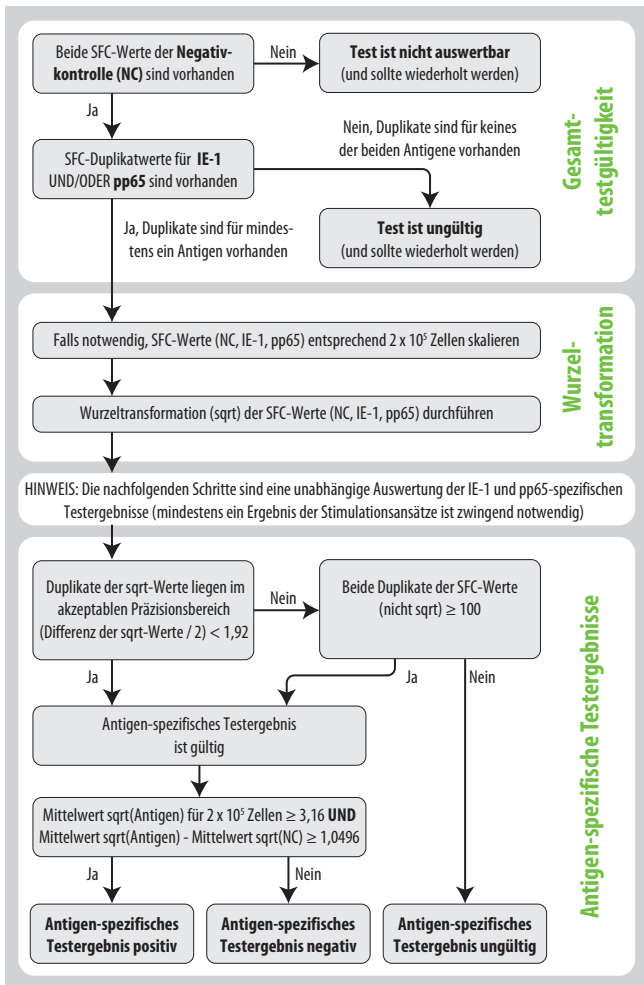 Beide SFC-Werte der Negativ-
kontrolle (NC) sind vorhanden
Nein
Test ist nicht auswertbar
(und sollte wiederholt werden)
Ja
Nein, Duplikate sind für keines
der beiden Antigene vorhanden
SFC-Duplikatwerte für IE-1
UND/ODER pp65 sind vorhanden
Ja, Duplikate sind für mindes-
tens ein Antigen vorhanden
Test ist ungültig
(und sollte wiederholt werden)
Gesamt-
testgültigkeit
Falls notwendig, SFC-Werte (NC, IE-1, pp65) entsprechend 2 x 10⁵ Zellen skalieren
Wurzeltransformation (sqrt) der SFC-Werte (NC, IE-1, pp65) durchführen
Wurzel-
transformation
HINWEIS: Die nachfolgenden Schritte sind eine unabhängige Auswertung der IE-1 und pp65-spezifischen
Testergebnisse (mindestens ein Ergebnis der Stimulationsansätze ist zwingend notwendig)
Duplikate der sqrt-Werte liegen im
akzeptablen Präzisionsbereich
(Differenz der sqrt-Werte / 2) < 1,92
Nein
Beide Duplikate der SFC-Werte
(nicht sqrt) ≥ 100
Ja
Ja
Nein
Antigen-spezifisches Testergebnis
ist gültig
Mittelwert sqrt(Antigen) für 2 x 10⁵ Zellen ≥ 3,16 UND
Mittelwert sqrt(Antigen) - Mittelwert sqrt(NC) ≥ 1,0496
Ja
Nein
Antigen-spezifisches
Testergebnis positiv
Antigen-spezifisches
Testergebnis negativ
Antigen-spezifisches
Testergebnis ungültig
Antigen-spezifische Testergebnisse